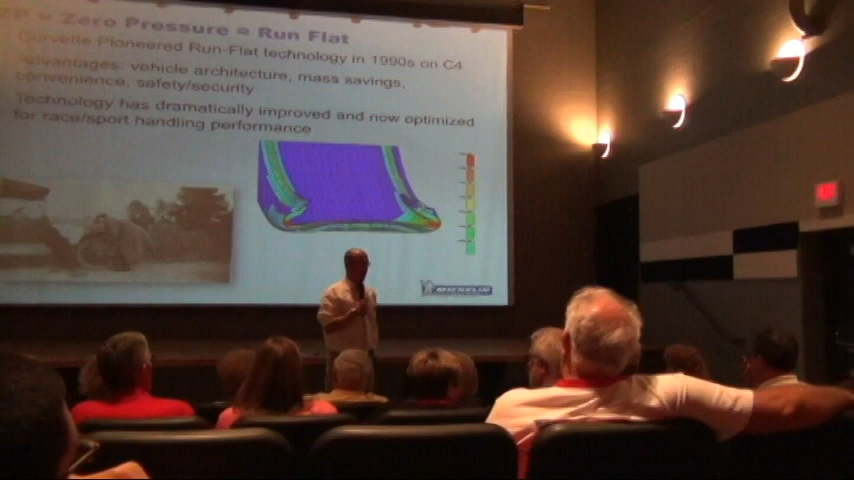 ZP = Zero Pressure = Run Flat
Corvette Pioneered Run-Flat technology in 1990s on C4
Advantages: vehicle architecture, mass savings,
convenience, safety/security
Technology has dramatically improved and now optimized
for race/sport handling performance
MICHELIN
EXIT